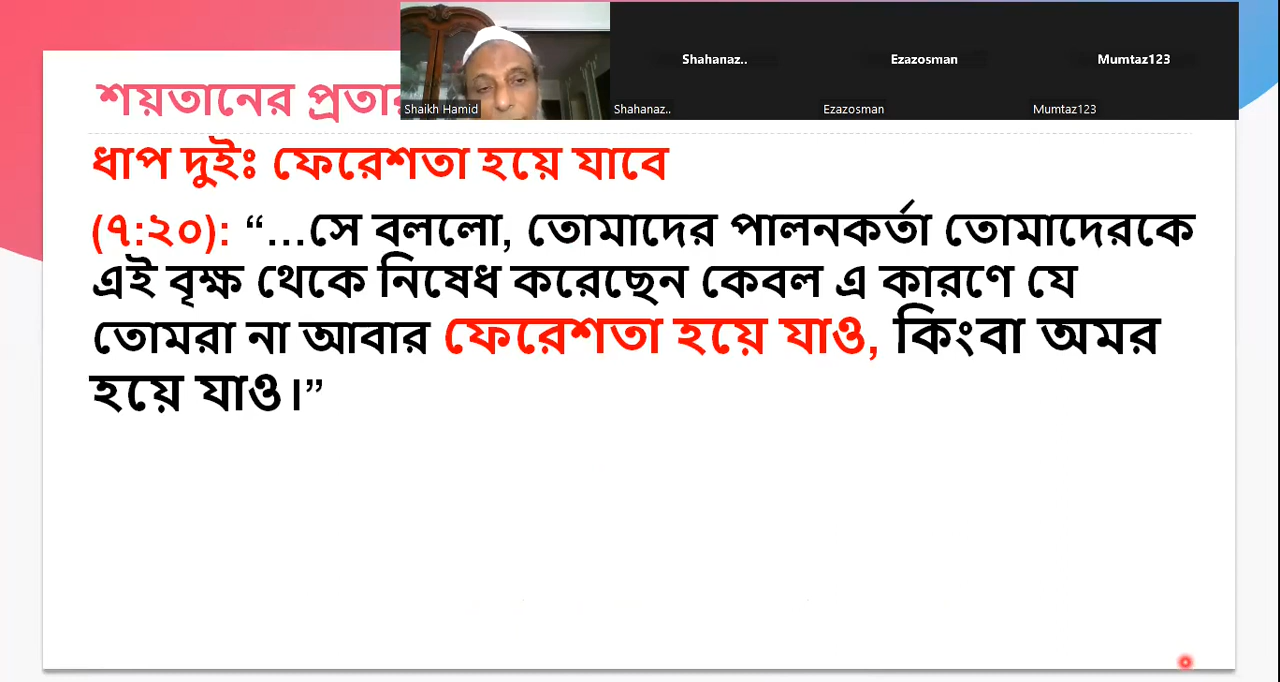 Shahanaz..
Ezazosman
Mumtaz123
Shaikh Hamid
Shahanaz..
Ezazosman
Mumtaz123
শয়তানের
ধাপ দুইঃ ফেরেশতা হয়ে যাবে
(৭:২০): “...সে বললো, তোমাদের পালনকর্তা তোমাদেরকে
এই বৃক্ষ থেকে নিষেধ করেছেন কেবল এ কারণে যে
তোমরা না আবার ফেরেশতা হয়ে যাও, কিংবা অমর
হয়ে যাও।”